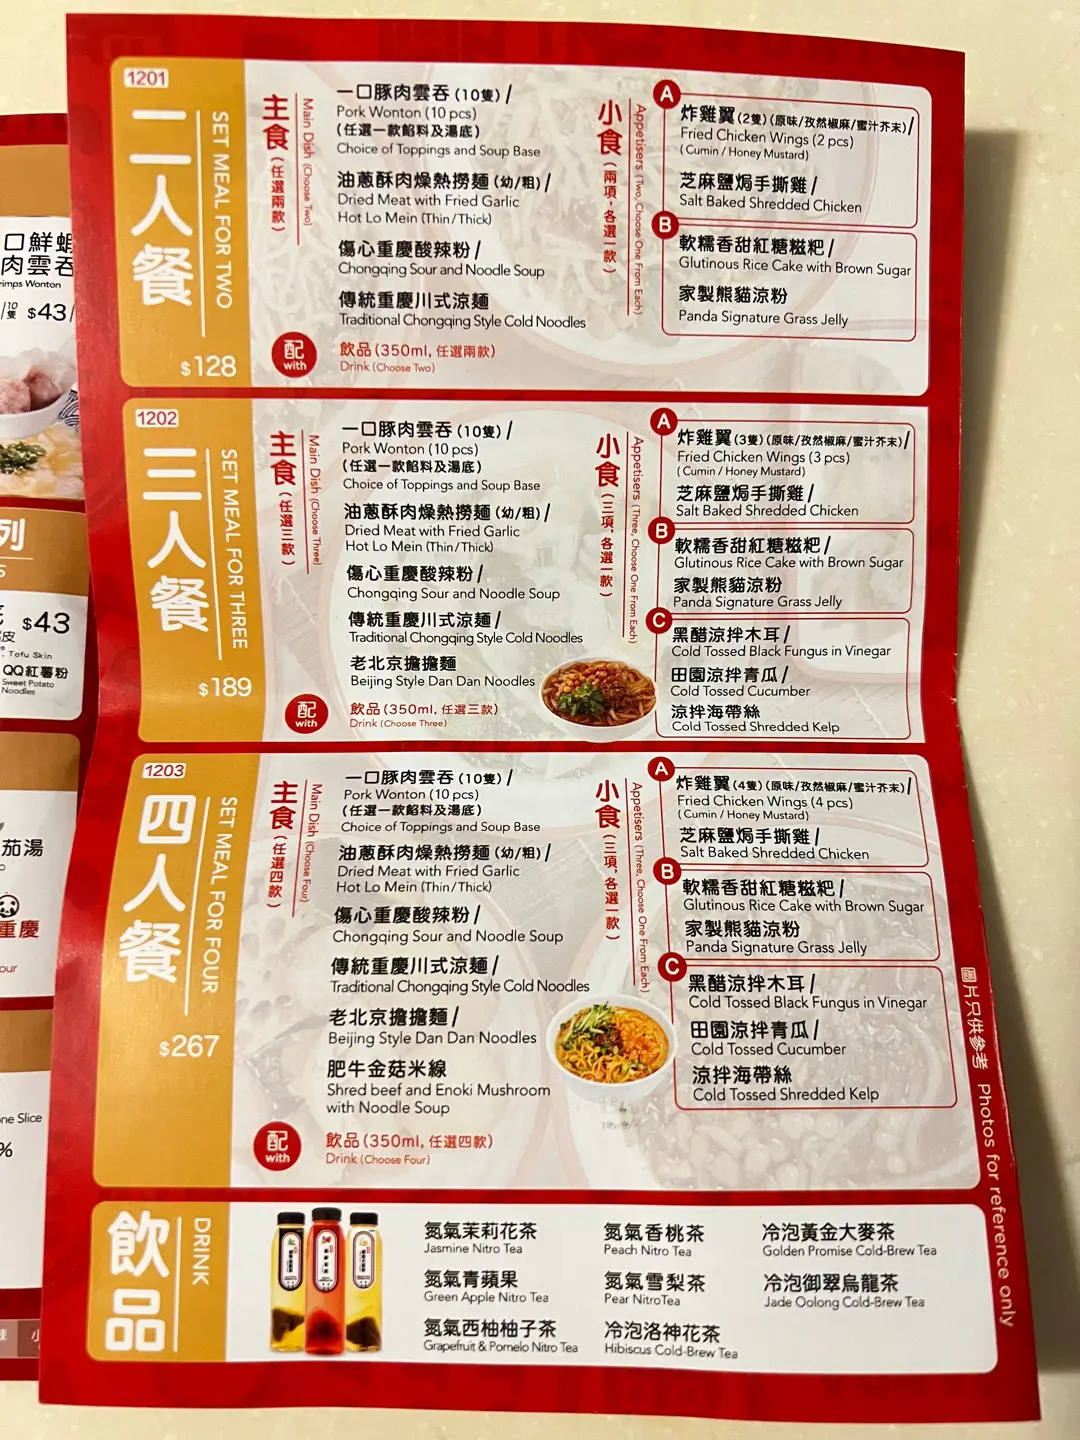 1201
二人餐
SET MEAL FOR TWO
$128
主食(任選兩款)
Main Dish (Choose Two)
一口豚肉雲吞(10隻)/
Pork Wonton (10 pcs)
(任選一款餡料及湯底)
Choice of Toppings and Soup Base
油蔥酥肉燥熱撈麵(幼/粗)/
Dried Meat with Fried Garlic
Hot Lo Mein (Thin/Thick)
傷心重慶酸辣粉/
Chongqing Sour and Noodle Soup
傳統重慶川式涼麵
Traditional Chongqing Style Cold Noodles
配
with
飲品(350ml, 任選兩款)
Drink (Choose Two)
小食(兩項，各選一款)
Appetisers (Two, Choose One From Each)
A
炸雞翼(2隻)(原味/孜然椒麻/蜜汁芥末)/
Fried Chicken Wings (2 pcs)
(Cumin / Honey Mustard)
芝麻鹽焗手撕雞/
Salt Baked Shredded Chicken
B
軟糯香甜紅糖糍粑/
Glutinous Rice Cake with Brown Sugar
家製熊貓涼粉
Panda Signature Grass Jelly
1202
三人餐
SET MEAL FOR THREE
$189
主食(任選三款)
Main Dish (Choose Three)
一口豚肉雲吞(10隻)/
Pork Wonton (10 pcs)
(任選一款餡料及湯底)
Choice of Toppings and Soup Base
油蔥酥肉燥熱撈麵(幼/粗)/
Dried Meat with Fried Garlic
Hot Lo Mein (Thin/Thick)
傷心重慶酸辣粉/
Chongqing Sour and Noodle Soup
傳統重慶川式涼麵/
Traditional Chongqing Style Cold Noodles
老北京擔擔麵
Beijing Style Dan Dan Noodles
配
with
飲品(350ml, 任選三款)
Drink (Choose Three)
小食(三項，各選一款)
Appetisers (Three, Choose One From Each)
A
炸雞翼(3隻)(原味/孜然椒麻/蜜汁芥末)/
Fried Chicken Wings (3 pcs)
(Cumin / Honey Mustard)
芝麻鹽焗手撕雞/
Salt Baked Shredded Chicken
B
軟糯香甜紅糖糍粑/
Glutinous Rice Cake with Brown Sugar
家製熊貓涼粉
Panda Signature Grass Jelly
C
黑醋涼拌木耳/
Cold Tossed Black Fungus in Vinegar
田園涼拌青瓜/
Cold Tossed Cucumber
涼拌海帶絲
Cold Tossed Shredded Kelp
1203
四人餐
SET MEAL FOR FOUR
$267
主食(任選四款)
Main Dish (Choose Four)
一口豚肉雲吞(10隻)/
Pork Wonton (10 pcs)
(任選一款餡料及湯底)
Choice of Toppings and Soup Base
油蔥酥肉燥熱撈麵(幼/粗)/
Dried Meat with Fried Garlic
Hot Lo Mein (Thin/Thick)
傷心重慶酸辣粉/
Chongqing Sour and Noodle Soup
傳統重慶川式涼麵/
Traditional Chongqing Style Cold Noodles
老北京擔擔麵/
Beijing Style Dan Dan Noodles
肥牛金菇米線
Shred beef and Enoki Mushroom
with Noodle Soup
配
with
飲品(350ml, 任選四款)
Drink (Choose Four)
小食(三項，各選一款)
Appetisers (Three, Choose One From Each)
A
炸雞翼(4隻)(原味/孜然椒麻/蜜汁芥末)/
Fried Chicken Wings (4 pcs)
(Cumin / Honey Mustard)
芝麻鹽焗手撕雞/
Salt Baked Shredded Chicken
B
軟糯香甜紅糖糍粑/
Glutinous Rice Cake with Brown Sugar
家製熊貓涼粉
Panda Signature Grass Jelly
C
黑醋涼拌木耳/
Cold Tossed Black Fungus in Vinegar
田園涼拌青瓜/
Cold Tossed Cucumber
涼拌海帶絲
Cold Tossed Shredded Kelp
圖片只供參考 Photos for reference only
飲品
DRINK
氮氣茉莉花茶
Jasmine Nitro Tea
氮氣青蘋果
Green Apple Nitro Tea
氮氣西柚柚子茶
Grapefruit & Pomelo Nitro Tea
氮氣香桃茶
Peach Nitro Tea
氮氣雪梨茶
Pear NitroTea
冷泡洛神花茶
Hibiscus Cold-Brew Tea
冷泡黃金大麥茶
Golden Promise Cold-Brew Tea
冷泡御翠烏龍茶
Jade Oolong Cold-Brew Tea
口鮮蝦
肉雲吞
rimps Wonton
/10隻 $43/
列
S
$43
Tofu Skin
QQ紅薯粉
Sweet Potato
Noodles
茄湯
重慶
our
ne Slice
%